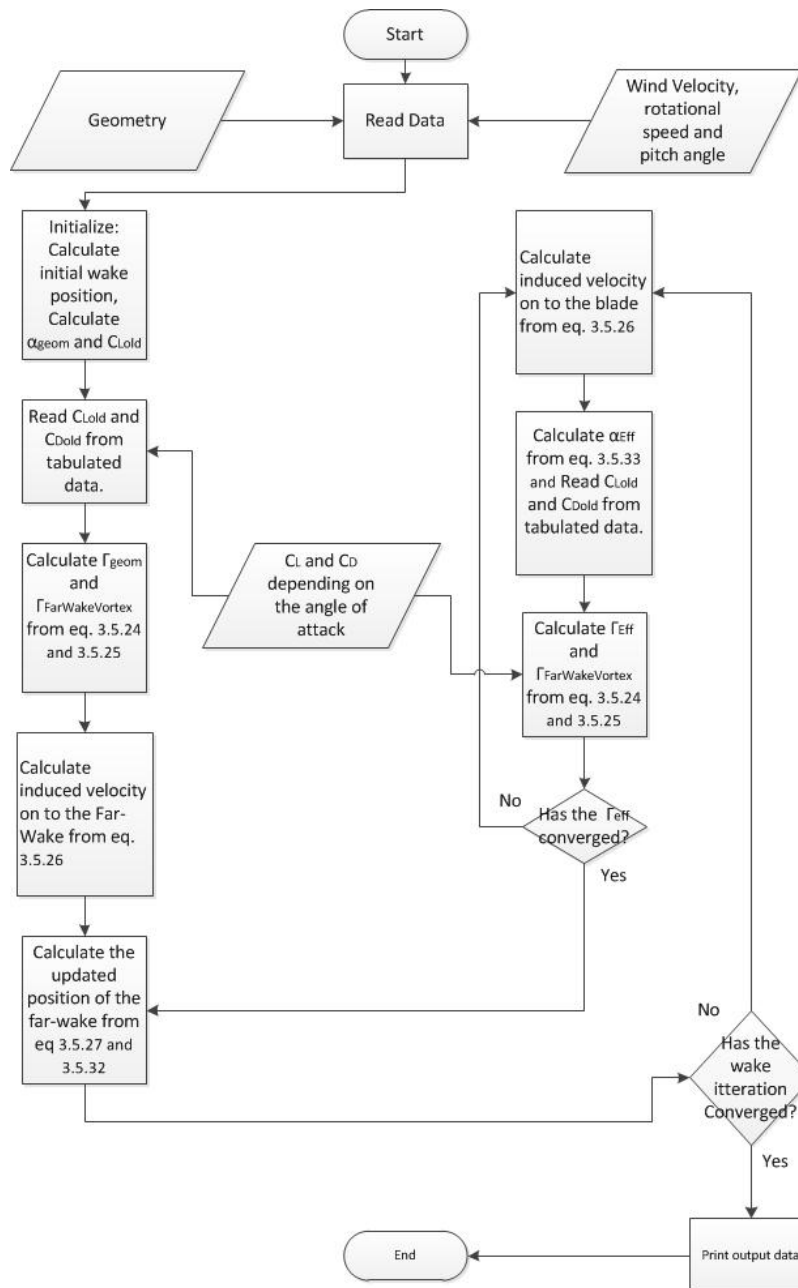 Start
Geometry
Read Data
Wind Velocity,
rotational
speed and
pitch angle
Initialize:
Calculate
initial wake
position,
Calculate
αgeom and CLold
Read CLold and
CDold from
tabulated
data.
Calculate Γgeom
and
ΓFarWakeVortex
from eq. 3.5.24
and 3.5.25
Calculate
induced velocity
on to the Far-
Wake from eq.
3.5.26
Calculate the
updated
position of the
far-wake from
eq 3.5.27 and
3.5.32
CL and CD
depending on
the angle of
attack
Calculate
induced velocity
on to the blade
from eq. 3.5.26
Calculate αEff
from eq. 3.5.33
and Read CLold
and CDold from
tabulated data.
Calculate ΓEff
and
ΓFarWakeVortex
from eq. 3.5.24
and 3.5.25
No
Has the Γeff
converged?
Yes
No
Has the
wake
itteration
Converged?
Yes
Print output data
End